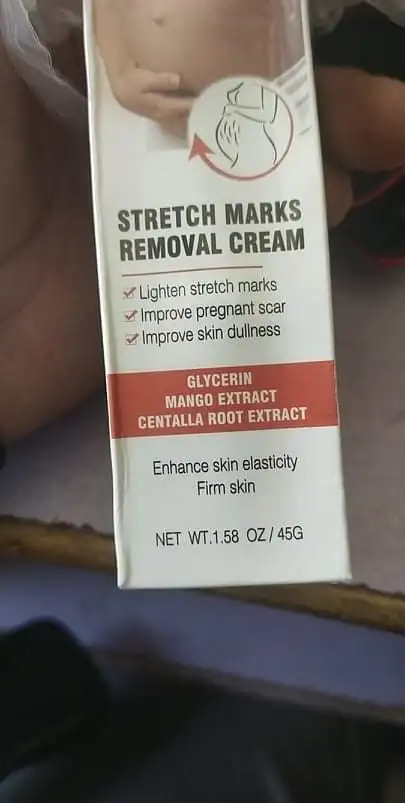 STRETCH MARKS
REMOVAL CREAM
Lighten stretch marks
Improve pregnant scar
Improve skin dullness
GLYCERIN
MANGO EXTRACT
CENTALLA ROOT EXTRACT
Enhance skin elasticity
Firm skin
NET WT.1.58 OZ / 45G